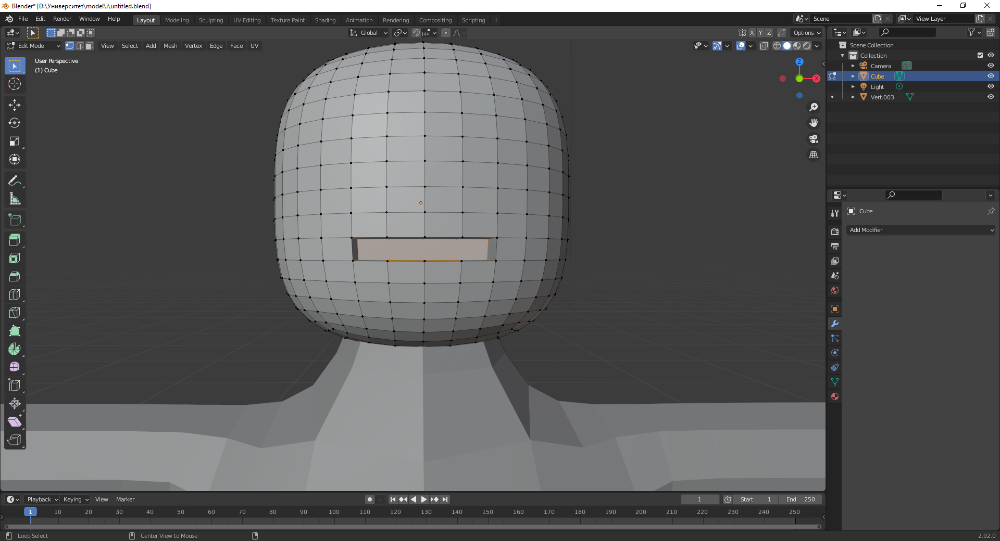 Blender* [D:\Университет\model\i\untitled.blend]
File Edit Render Window Help Layout Modeling Sculpting UV Editing Texture Paint Shading Animation Rendering Compositing Scripting + Scene View Layer
Global X Y Z Options
Edit Mode View Select Add Mesh Vertex Edge Face UV
User Perspective
(1) Cube
Z
X
Scene Collection
Collection
Camera
Cube
Light
Vert.003
Cube
Add Modifier
Playback Keying View Marker 1 Start 1 End 250
1 10 20 30 40 50 60 70 80 90 100 110 120 130 140 150 160 170 180 190 200 210 220 230 240 250
Loop Select Center View to Mouse 2.92.0